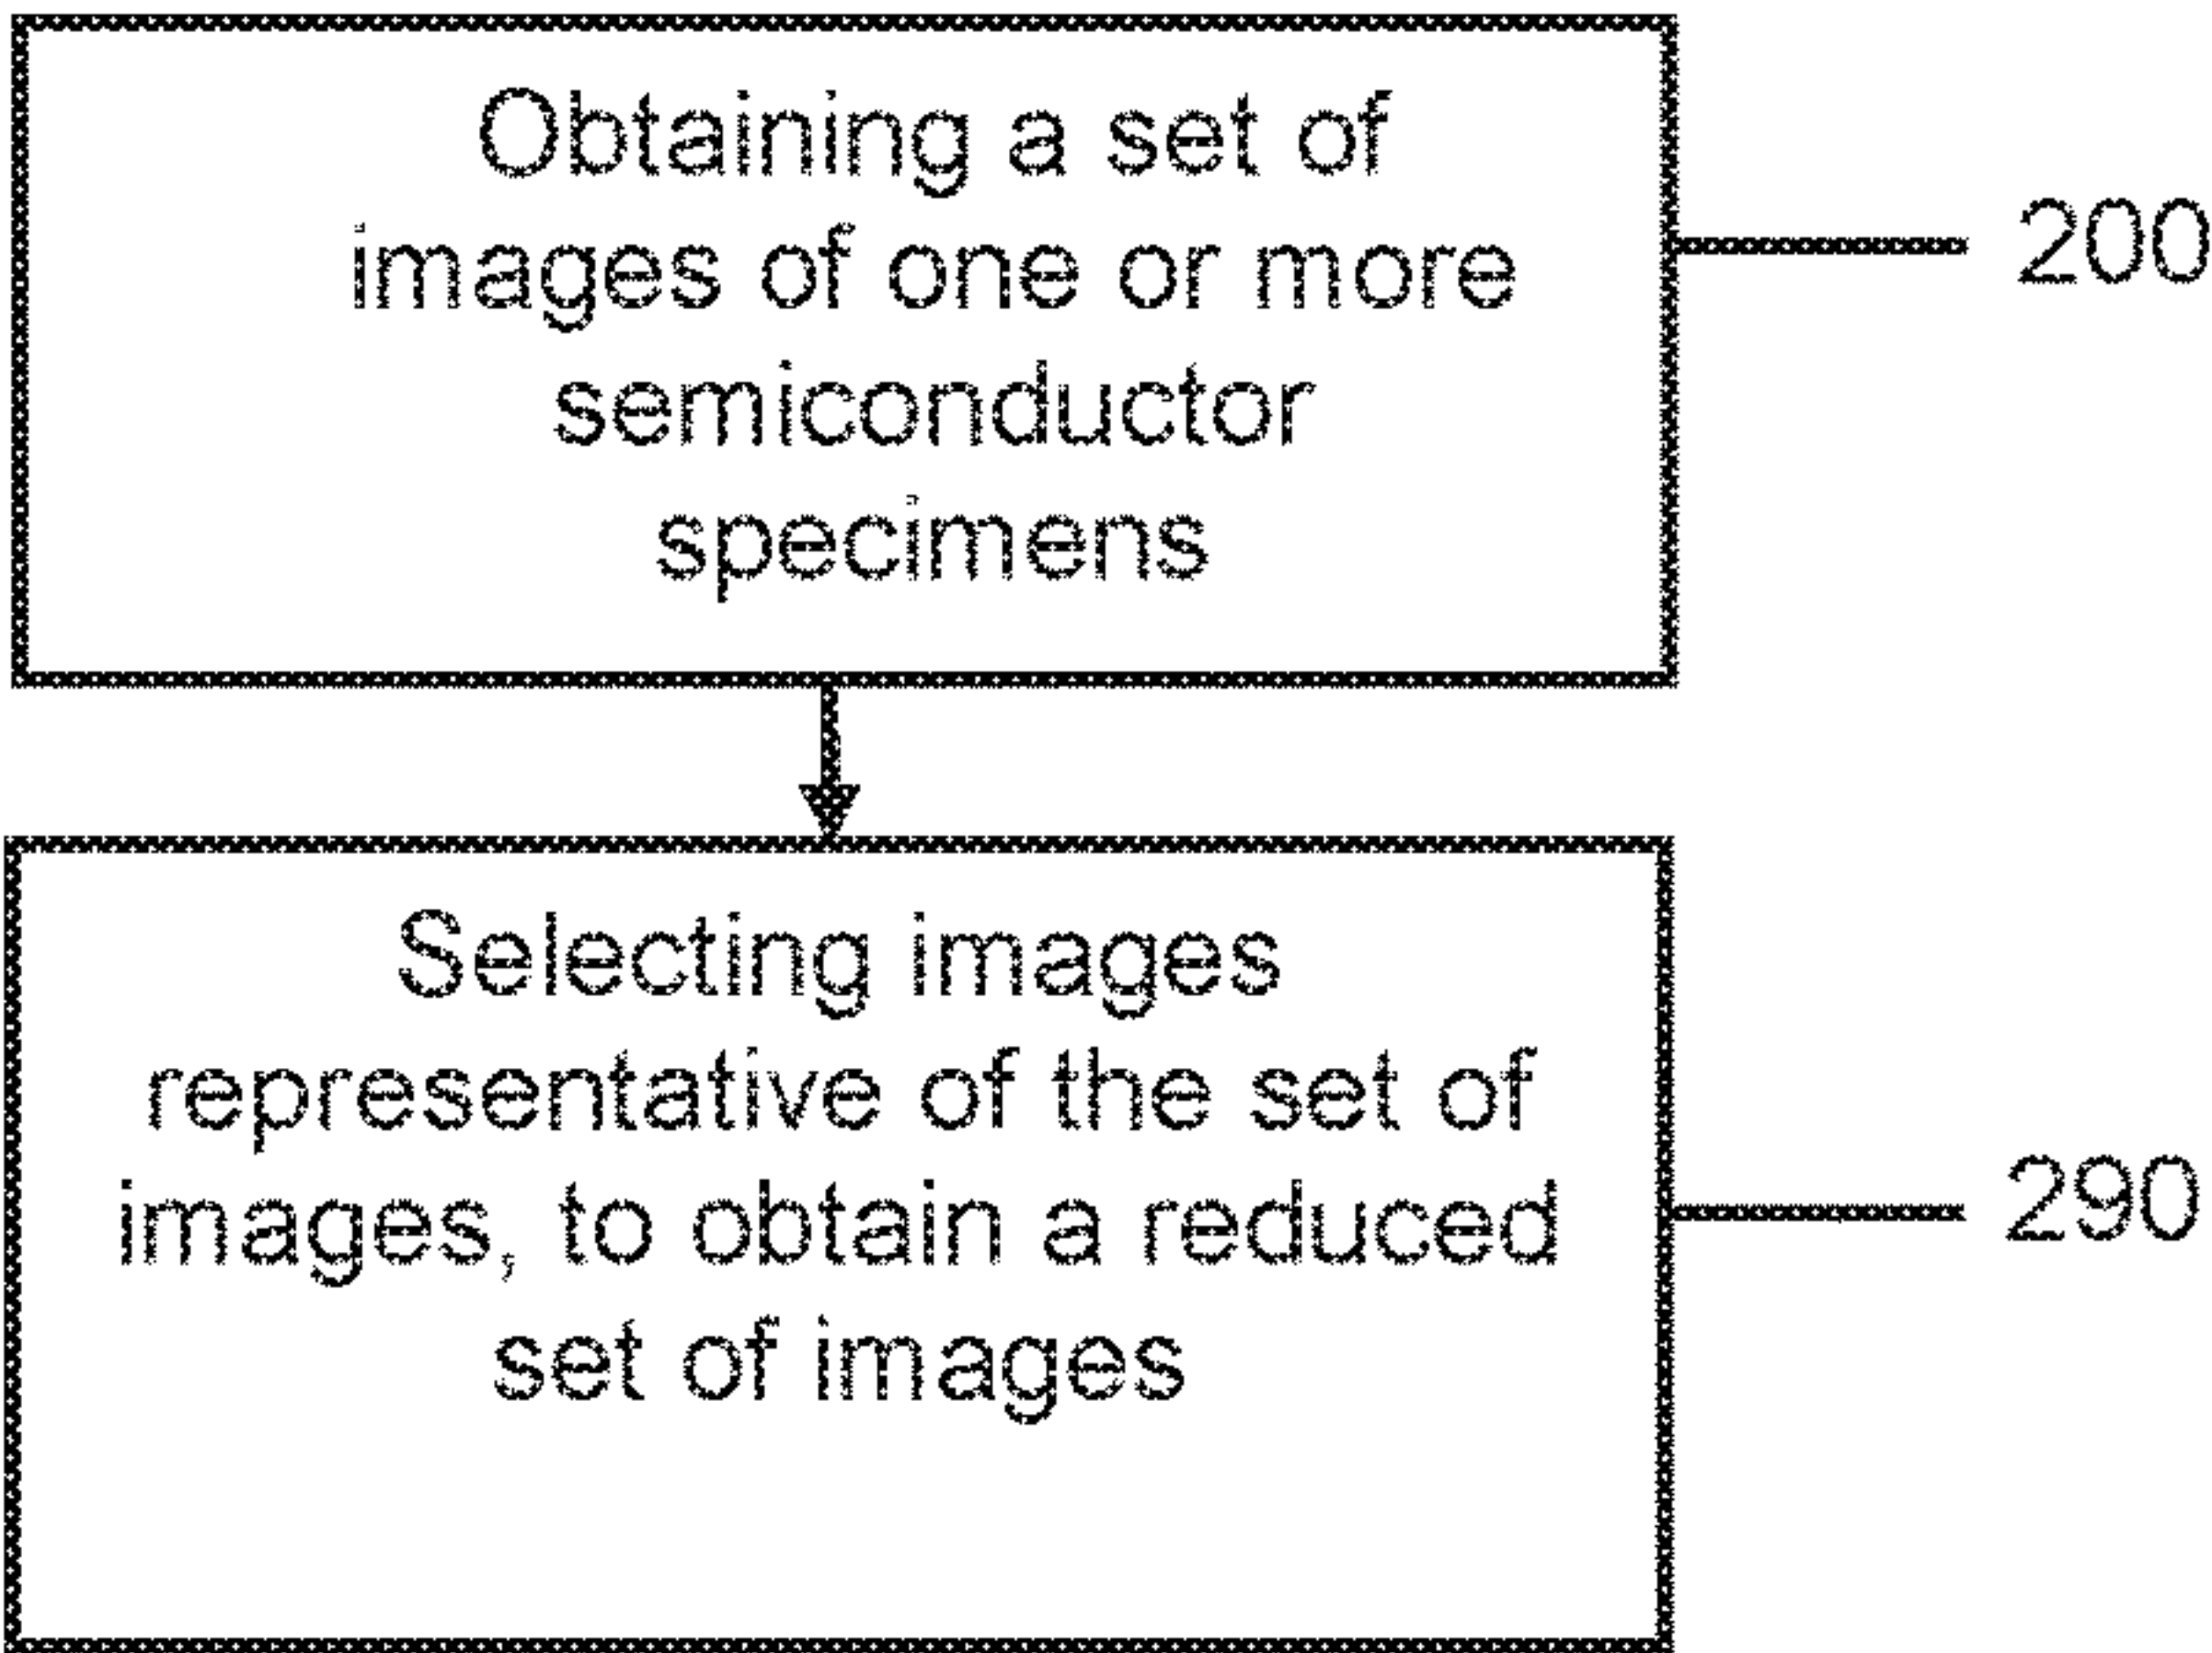 Obtaining a set of
images of one or more
semiconductor
specimens
200
Selecting images
representative of the set of
images, to obtain a reduced
set of images
290